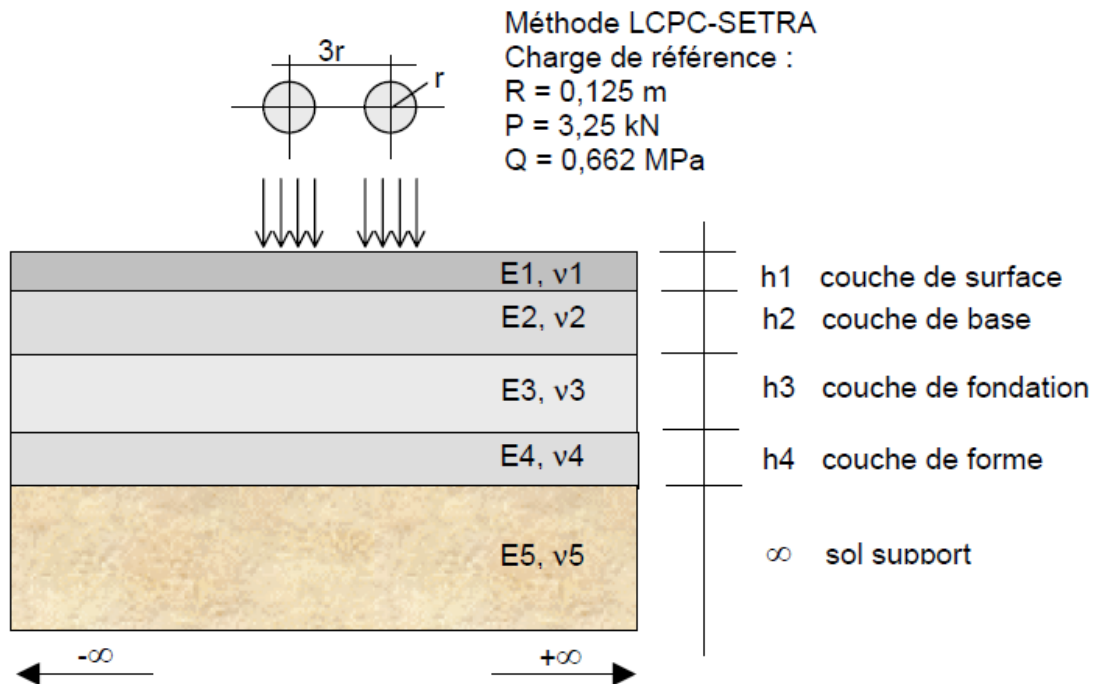 Méthode LCPC-SETRA
Charge de référence :
R = 0,125 m
P = 3,25 kN
Q = 0,662 MPa
3r
r
E1, ν1
h1 couche de surface
E2, ν2
h2 couche de base
E3, ν3
h3 couche de fondation
E4, ν4
h4 couche de forme
E5, ν5
∞ sol support
-∞
+∞